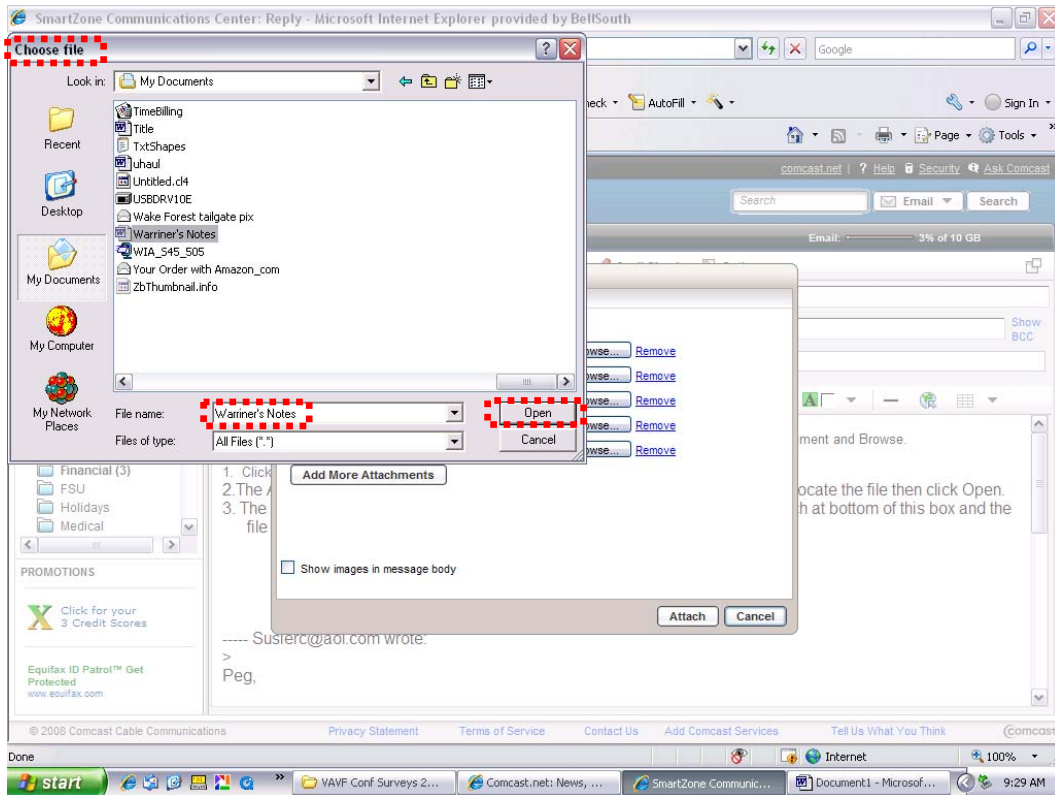 SmartZone Communications Center: Reply - Microsoft Internet Explorer provided by BellSouth
Choose file
Google
Look in: My Documents
heck AutoFill Sign In
Page Tools
Recent
Desktop
My Documents
My Computer
My Network Places
TimeBilling
Title
TxtShapes
uhaul
Untitled.cl4
USBDRV10E
Wake Forest tailgate pix
Warriner's Notes
WIA_S45_505
Your Order with Amazon_com
ZbThumbnail.info
File name: Warriner's Notes Open
Files of type: All Files (*.*) Cancel
comcast.net | ? Help Security Ask Comcast
Search Email Search
Email: 3% of 10 GB
Show
BCC
owse... Remove
owse... Remove
owse... Remove
owse... Remove
owse... Remove
Add More Attachments
Show images in message body
Attach Cancel
ment and Browse.
1. Click
2.The A ocate the file then click Open.
3. The h at bottom of this box and the
file
----- Suslerc@aol.com wrote:
>
Peg,
Financial (3)
FSU
Holidays
Medical
PROMOTIONS
Click for your
3 Credit Scores
Equifax ID Patrol™ Get
Protected
www.equifax.com
© 2008 Comcast Cable Communications Privacy Statement Terms of Service Contact Us Add Comcast Services Tell Us What You Think (comcast
Done Internet 100%
start » VAVF Conf Surveys 2... Comcast.net: News, ... SmartZone Communic... Document1 - Microsof... 9:29 AM